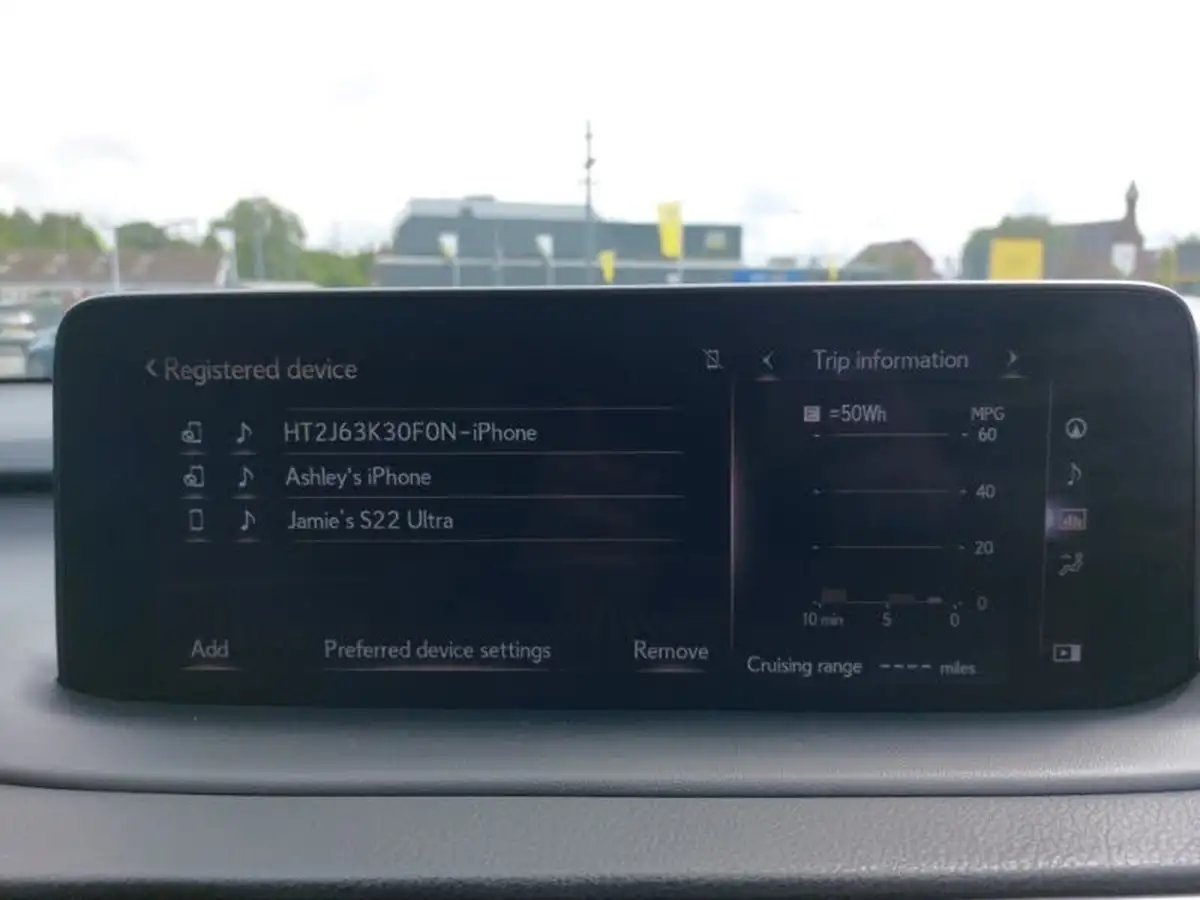 Registered device
HT2J63K30F0N-iPhone
Ashley's iPhone
Jamie's S22 Ultra
Add
Preferred device settings
Remove
Trip information
E =50Wh
MPG
60
40
20
0
10 min
5
0
Cruising range ---- miles